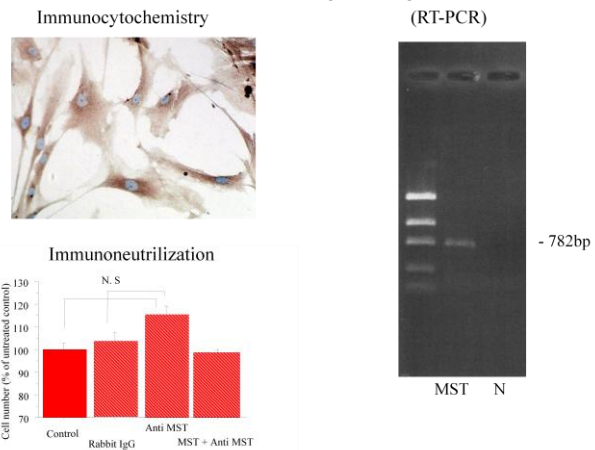 Immunocytochemistry
(RT-PCR)
- 782bp
MST N
Immunoneutrilization
N. S
Cell number (% of untreated control)
130
120
110
100
90
80
70
Control
Rabbit IgG
Anti MST
MST + Anti MST